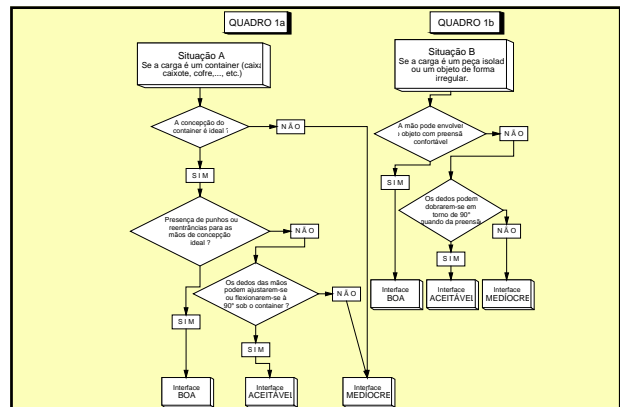 QUADRO 1a
Situação A
Se a carga é um container (caixa
caixote, cofre,..., etc.)
A concepção do
container é ideal ?
N Ã O
S I M
Presença de punhos ou
reentrâncias para as
mãos de concepção
ideal ?
N Ã O
Os dedos das mãos
podem ajustarem-se
ou flexionarem-se à
90° sob o container ?
N Ã O
S I M
S I M
Interface
BOA
Interface
ACEITÁVEL
Interface
MEDÍOCRE
QUADRO 1b
Situação B
Se a carga é um peça isolad
ou um objeto de forma
irregular.
A mão pode envolver
o objeto com preensã
confortável
N Ã O
S I M
Os dedos podem
dobrarem-se em
torno de 90°
quando da preensã
N Ã O
S I M
Interface
BOA
Interface
ACEITÁVEL
Interface
MEDÍOCRE